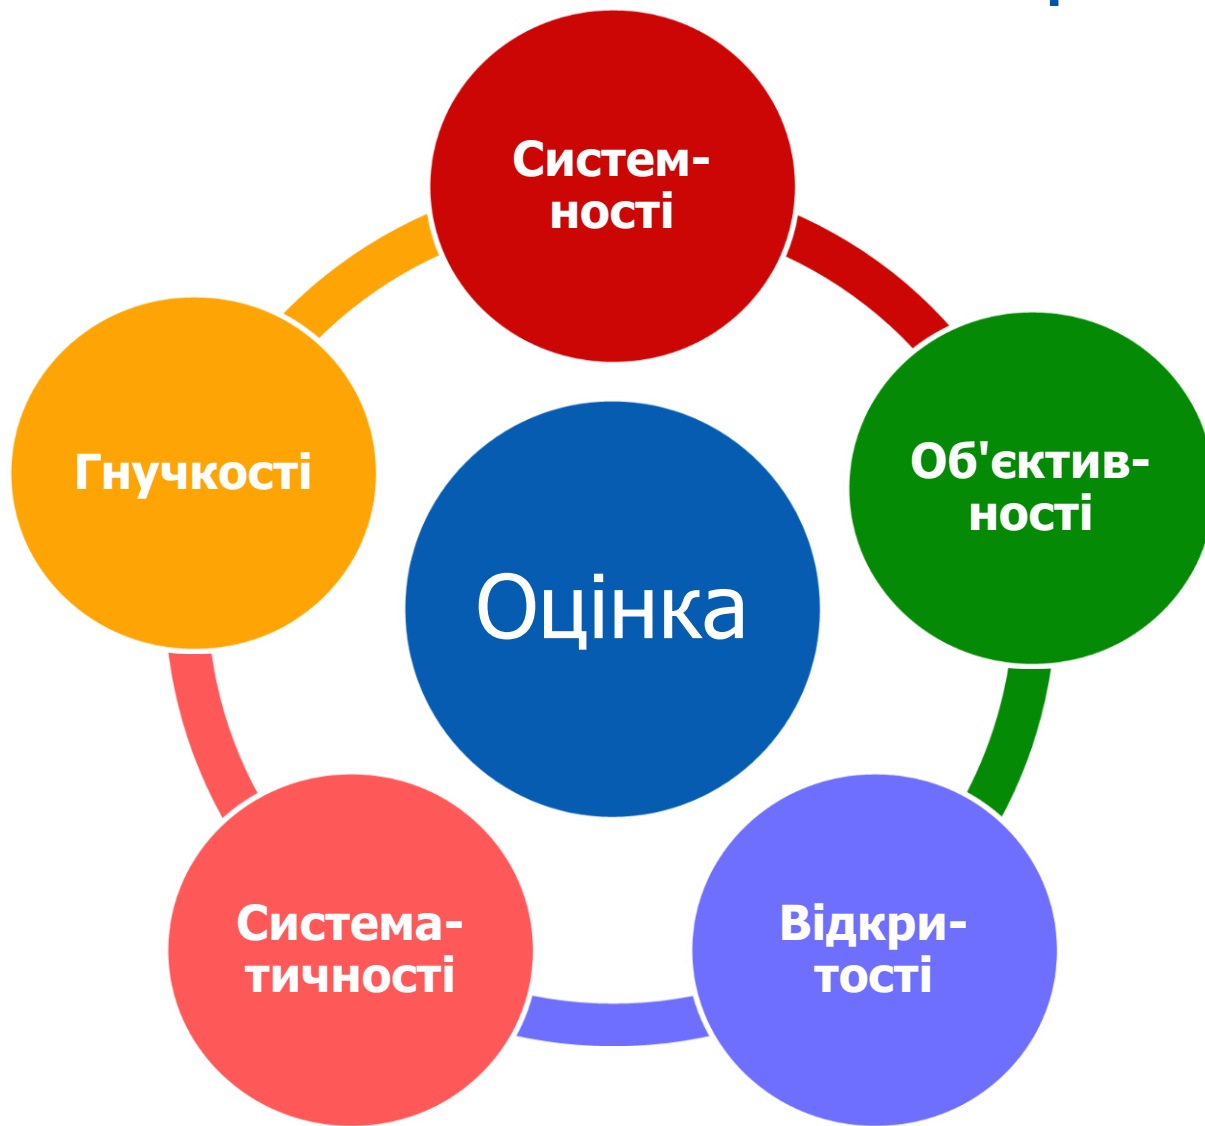 Систем-
ності
Об'єктив-
ності
Відкри-
тості
Система-
тичності
Гнучкості
Оцінка